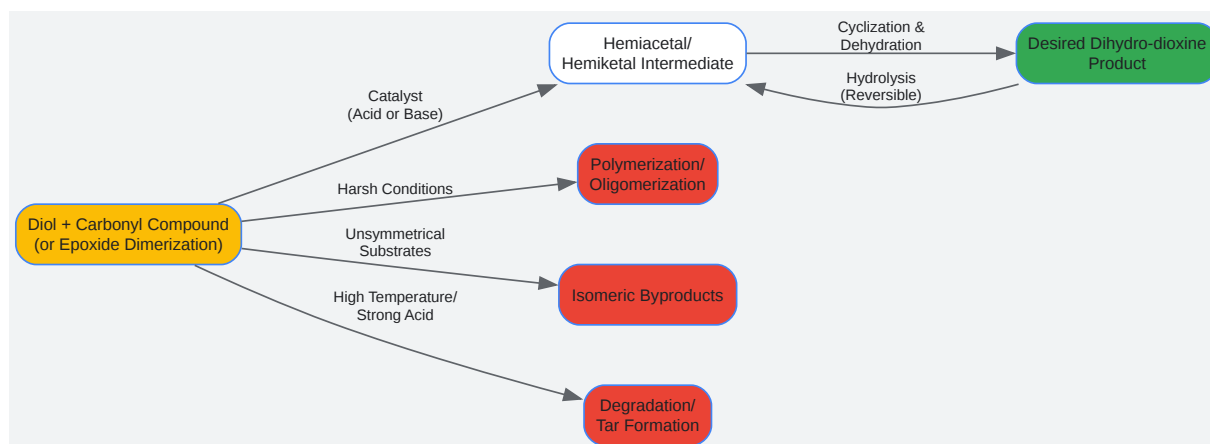 Hemiacetal/
Hemiketal Intermediate
Cyclization &
Dehydration
Desired Dihydro-dioxine
Product
Hydrolysis
(Reversible)
Catalyst
(Acid or Base)
Polymerization/
Oligomerization
Harsh Conditions
Diol + Carbonyl Compound
(or Epoxide Dimerization)
Unsymmetrical
Substrates
Isomeric Byproducts
High Temperature/
Strong Acid
Degradation/
Tar Formation